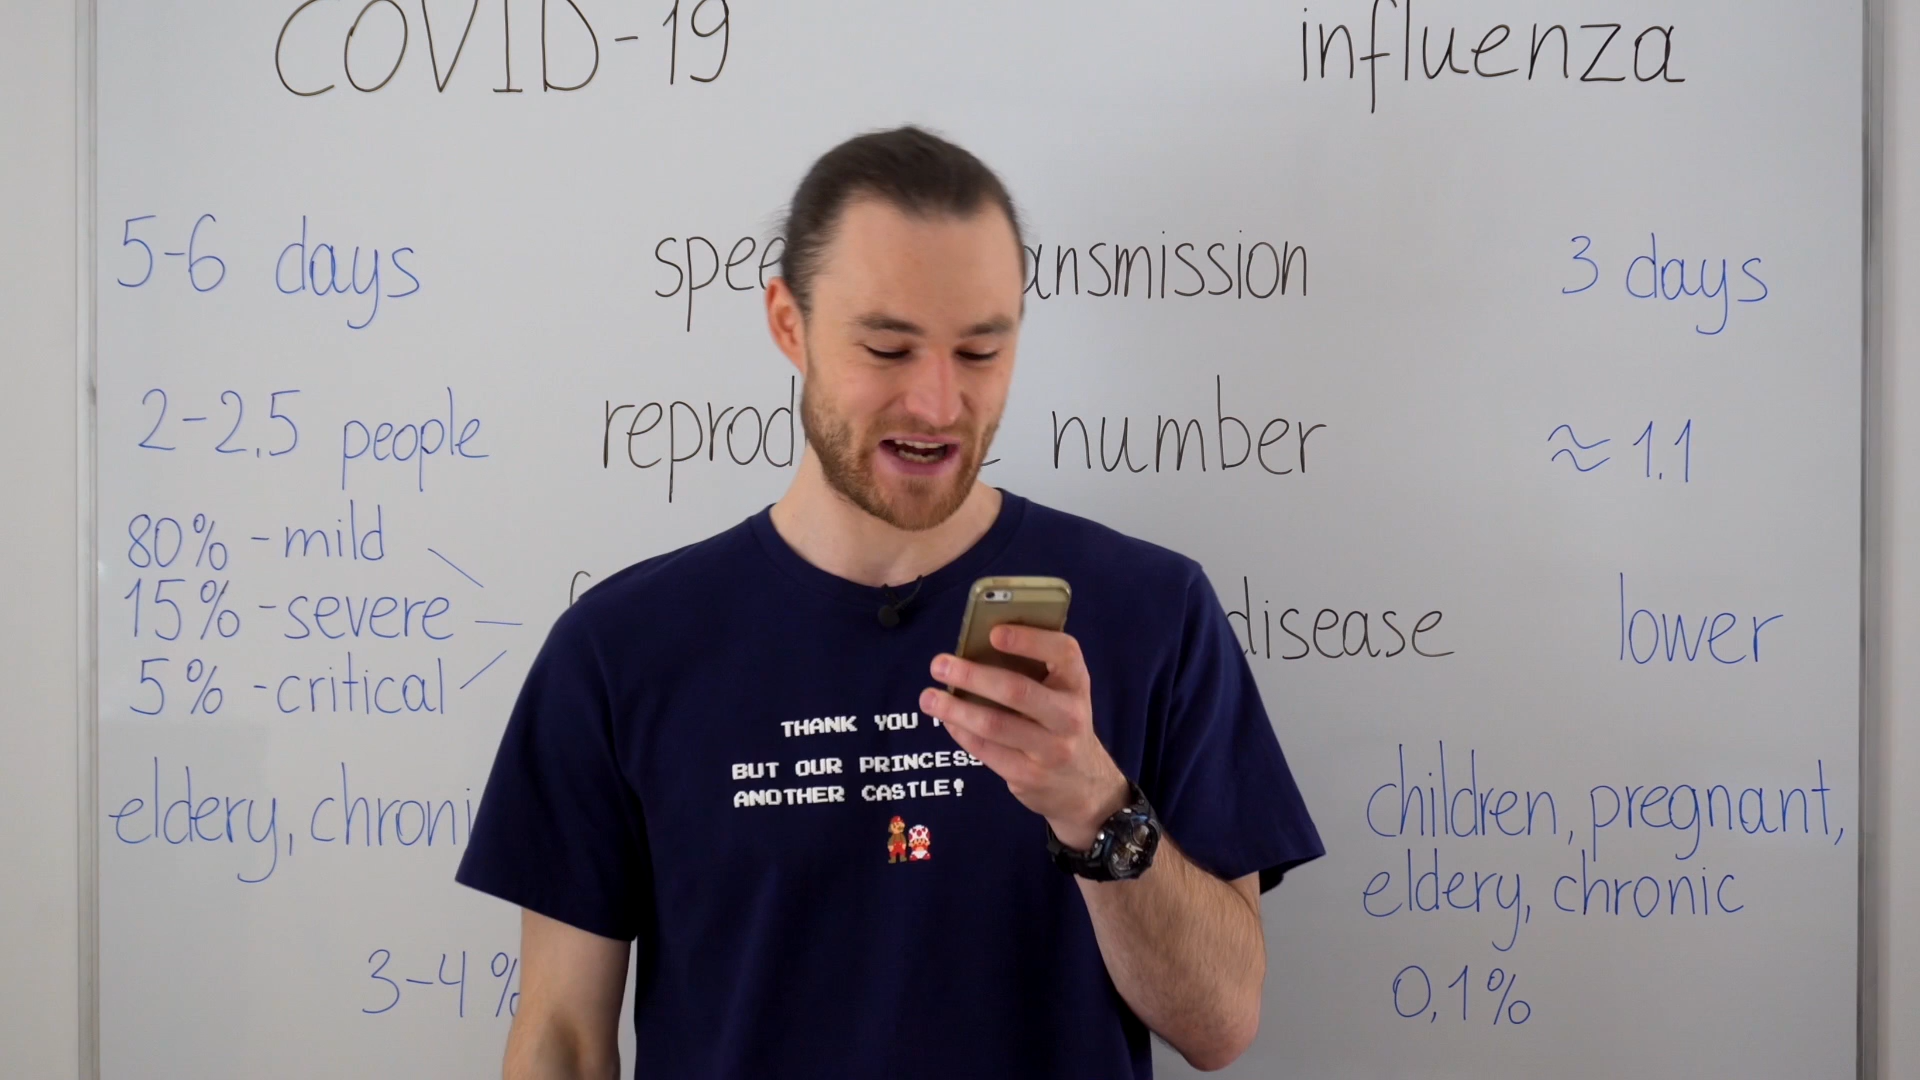 COVID-19 influenza
5-6 days 3 days
2-2.5 people number ≈ 1.1
80% - mild
15% - severe disease lower
5% - critical
THANK YOU
BUT OUR PRINCESS
ANOTHER CASTLE!
eldery, children, pregnant,
eldery, chronic
3-4% 0,1%